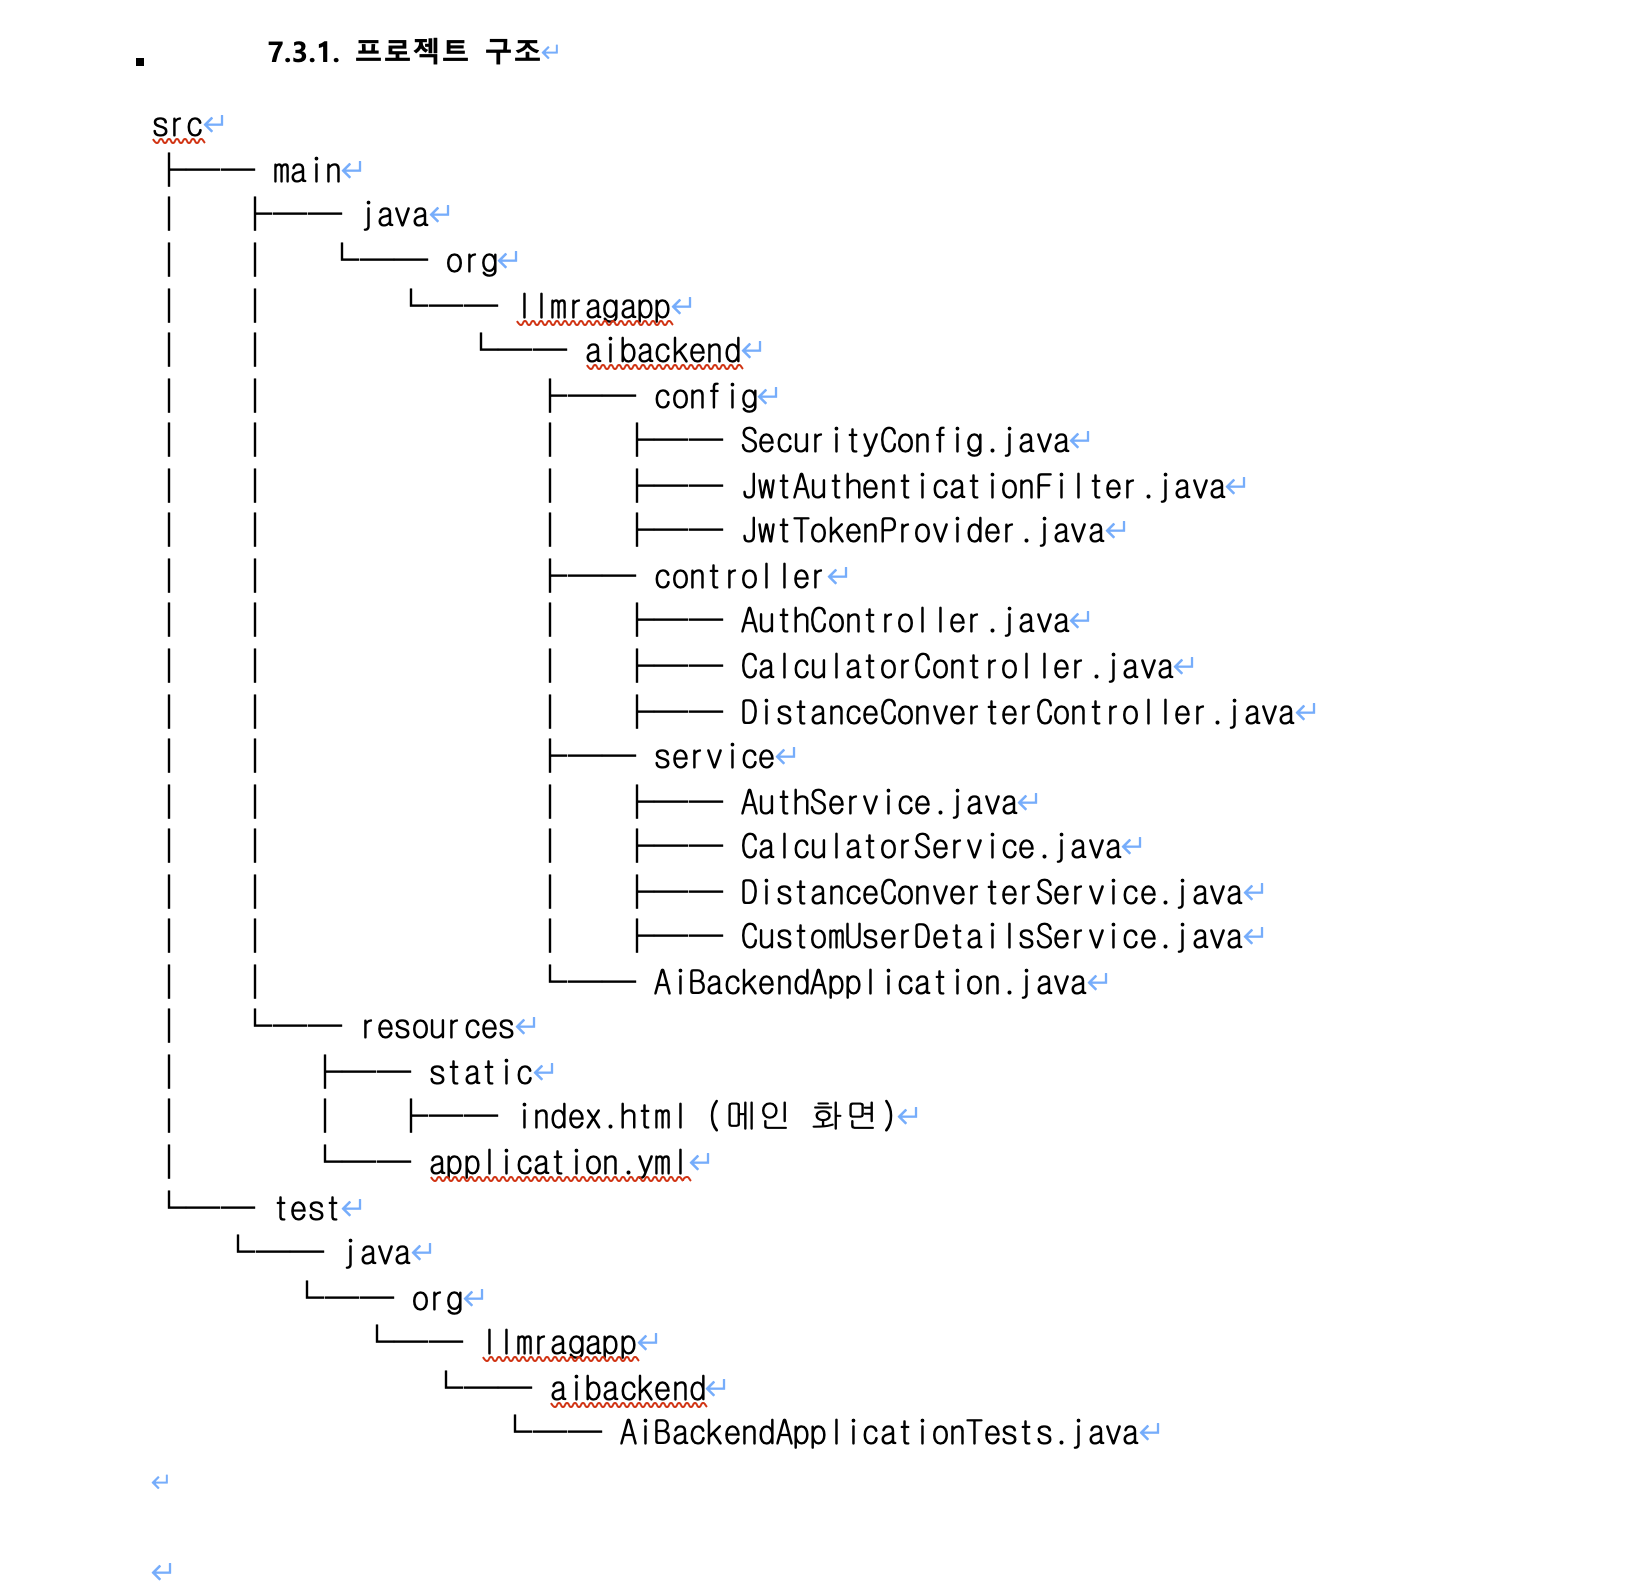 ▪ 7.3.1. 프로젝트 구조↵
src↵
├── main↵
│   ├── java↵
│   │   └── org↵
│   │       └── llmragapp↵
│   │           └── aibackend↵
│   │               ├── config↵
│   │               │   ├── SecurityConfig.java↵
│   │               │   ├── JwtAuthenticationFilter.java↵
│   │               │   ├── JwtTokenProvider.java↵
│   │               ├── controller↵
│   │               │   ├── AuthController.java↵
│   │               │   ├── CalculatorController.java↵
│   │               │   ├── DistanceConverterController.java↵
│   │               ├── service↵
│   │               │   ├── AuthService.java↵
│   │               │   ├── CalculatorService.java↵
│   │               │   ├── DistanceConverterService.java↵
│   │               │   ├── CustomUserDetailsService.java↵
│   │               └── AiBackendApplication.java↵
│   └── resources↵
│       ├── static↵
│       │   ├── index.html (메인 화면)↵
│       └── application.yml↵
└── test↵
    └── java↵
        └── org↵
            └── llmragapp↵
                └── aibackend↵
                    └── AiBackendApplicationTests.java↵
↵
↵